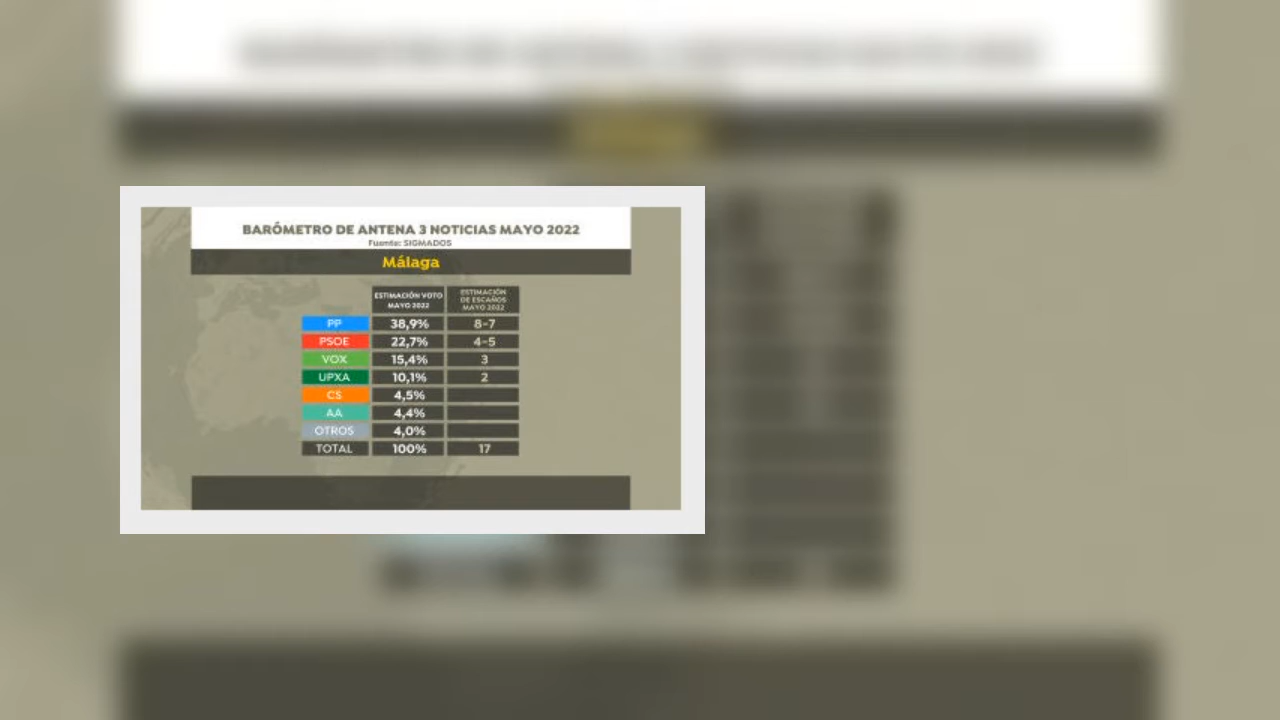 BARÓMETRO DE ANTENA 3 NOTICIAS MAYO 2022
Fuente: SIGMADOS
Málaga
ESTIMACIÓN VOTO MAYO 2022 ESTIMACIÓN DE ESCAÑOS MAYO 2022
PP 38,9% 8-7
PSOE 22,7% 4-5
VOX 15,4% 3
UPXA 10,1% 2
CS 4,5%
AA 4,4%
OTROS 4,0%
TOTAL 100% 17